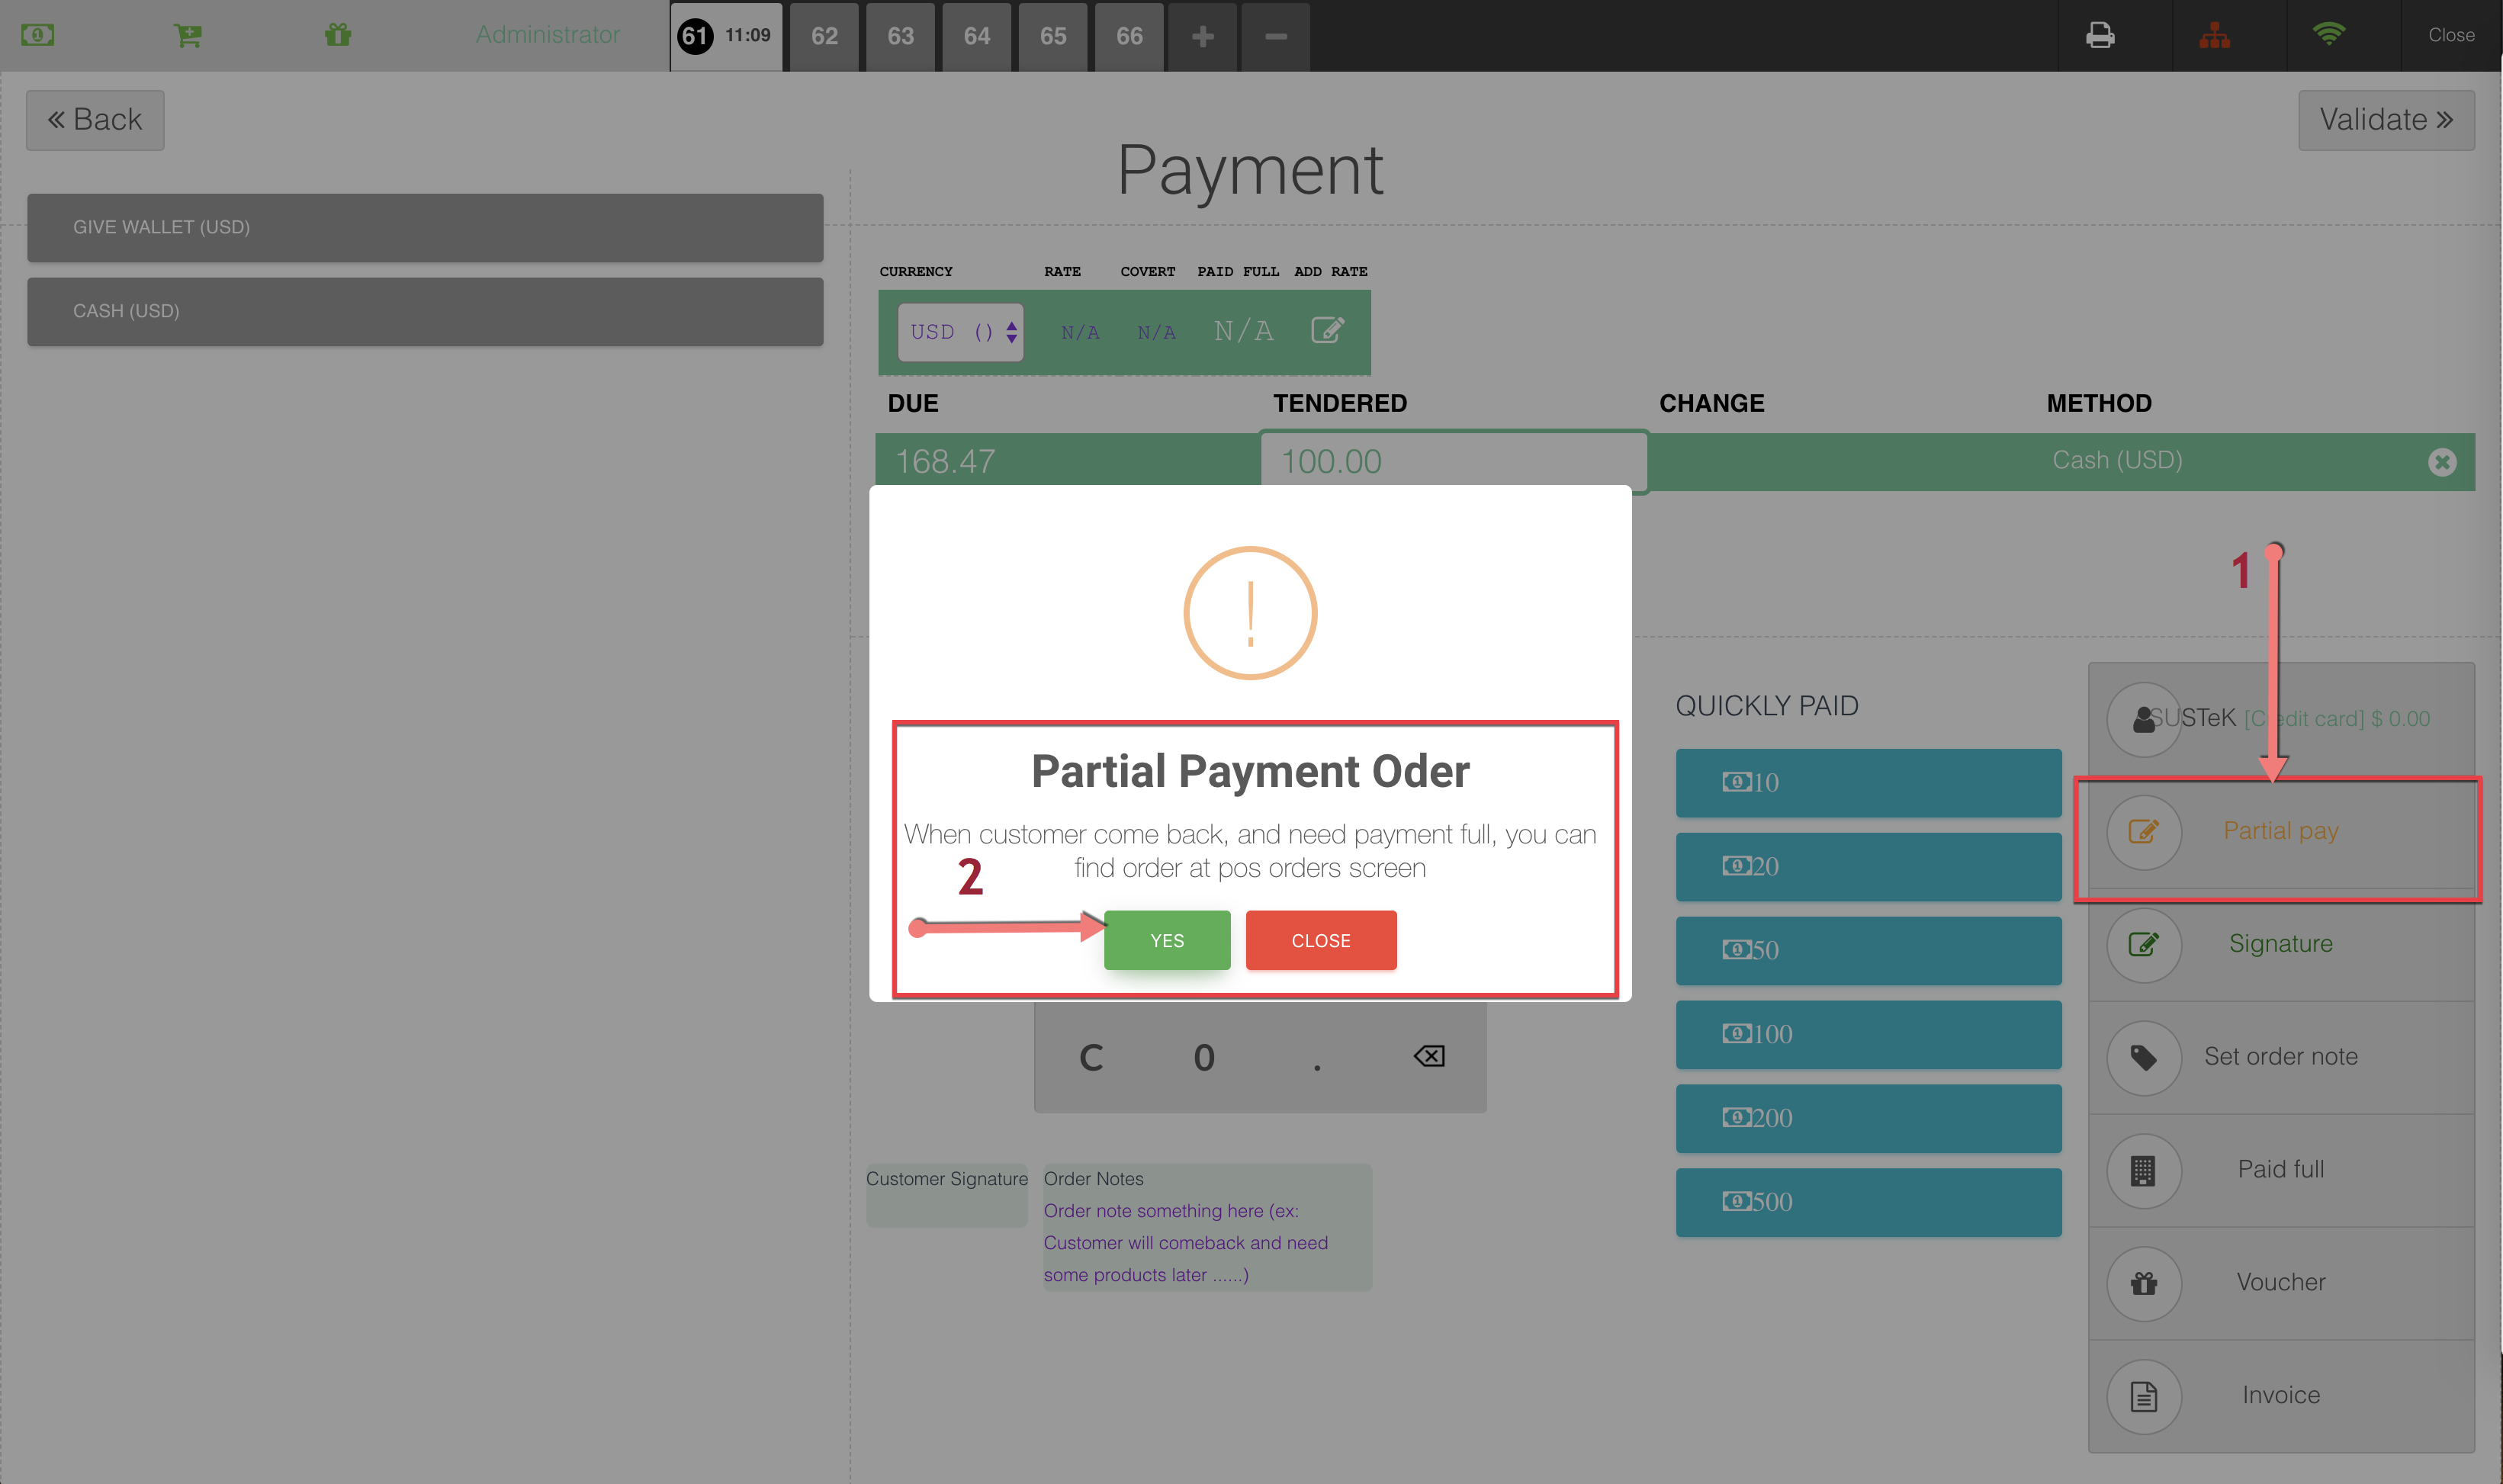 Administrator
61 11:09 62 63 64 65 66 + −
Close
Back
Validate
Payment
GIVE WALLET (USD)
CASH (USD)
CURRENCY RATE COVERT PAID FULL ADD RATE
USD () N/A N/A N/A
DUE TENDERED CHANGE METHOD
168.47 100.00 Cash (USD)
1
Partial Payment Oder
When customer come back, and need payment full, you can
find order at pos orders screen
2
YES CLOSE
C 0 .
Customer Signature
Order Notes
Order note something here (ex:
Customer will comeback and need
some products later ......)
QUICKLY PAID
10
20
50
100
200
500
SUSTeK [Credit card] $ 0.00
Partial pay
Signature
Set order note
Paid full
Voucher
Invoice